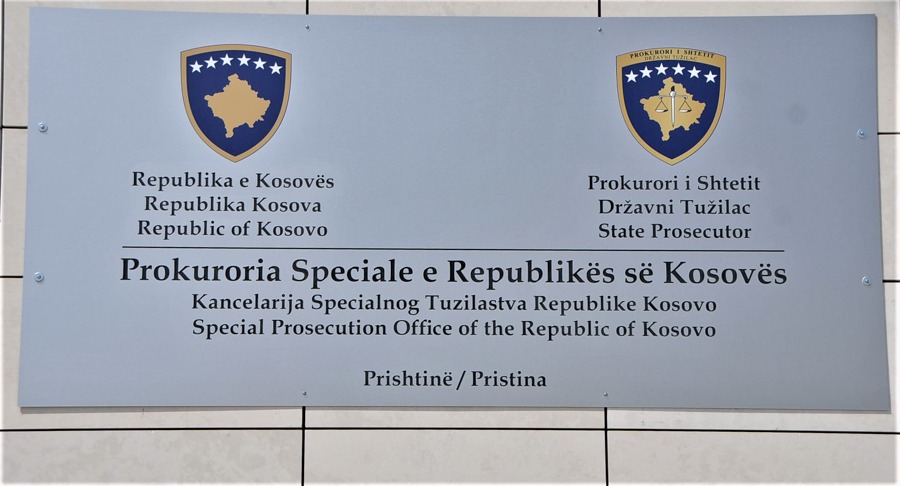 Republika e Kosovës
Republika Kosova
Republic of Kosovo
PROKURORI I SHTETIT
DRŽAVNI TUŽILAC
Prokurori i Shtetit
Državni Tužilac
State Prosecutor
Prokuroria Speciale e Republikës së Kosovës
Kancelarija Specialnog Tuzilastva Republike Kosovo
Special Prosecution Office of the Republic of Kosovo
Prishtinë / Pristina